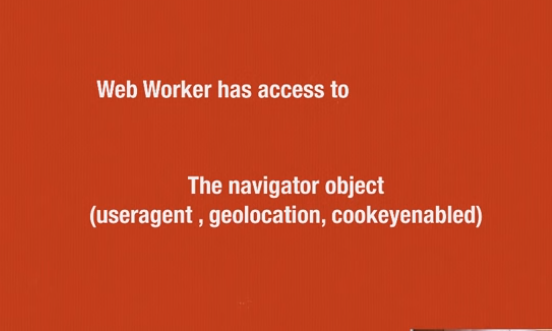 Web Worker has access to
The navigator object
(useragent , geolocation, cookeyenabled)